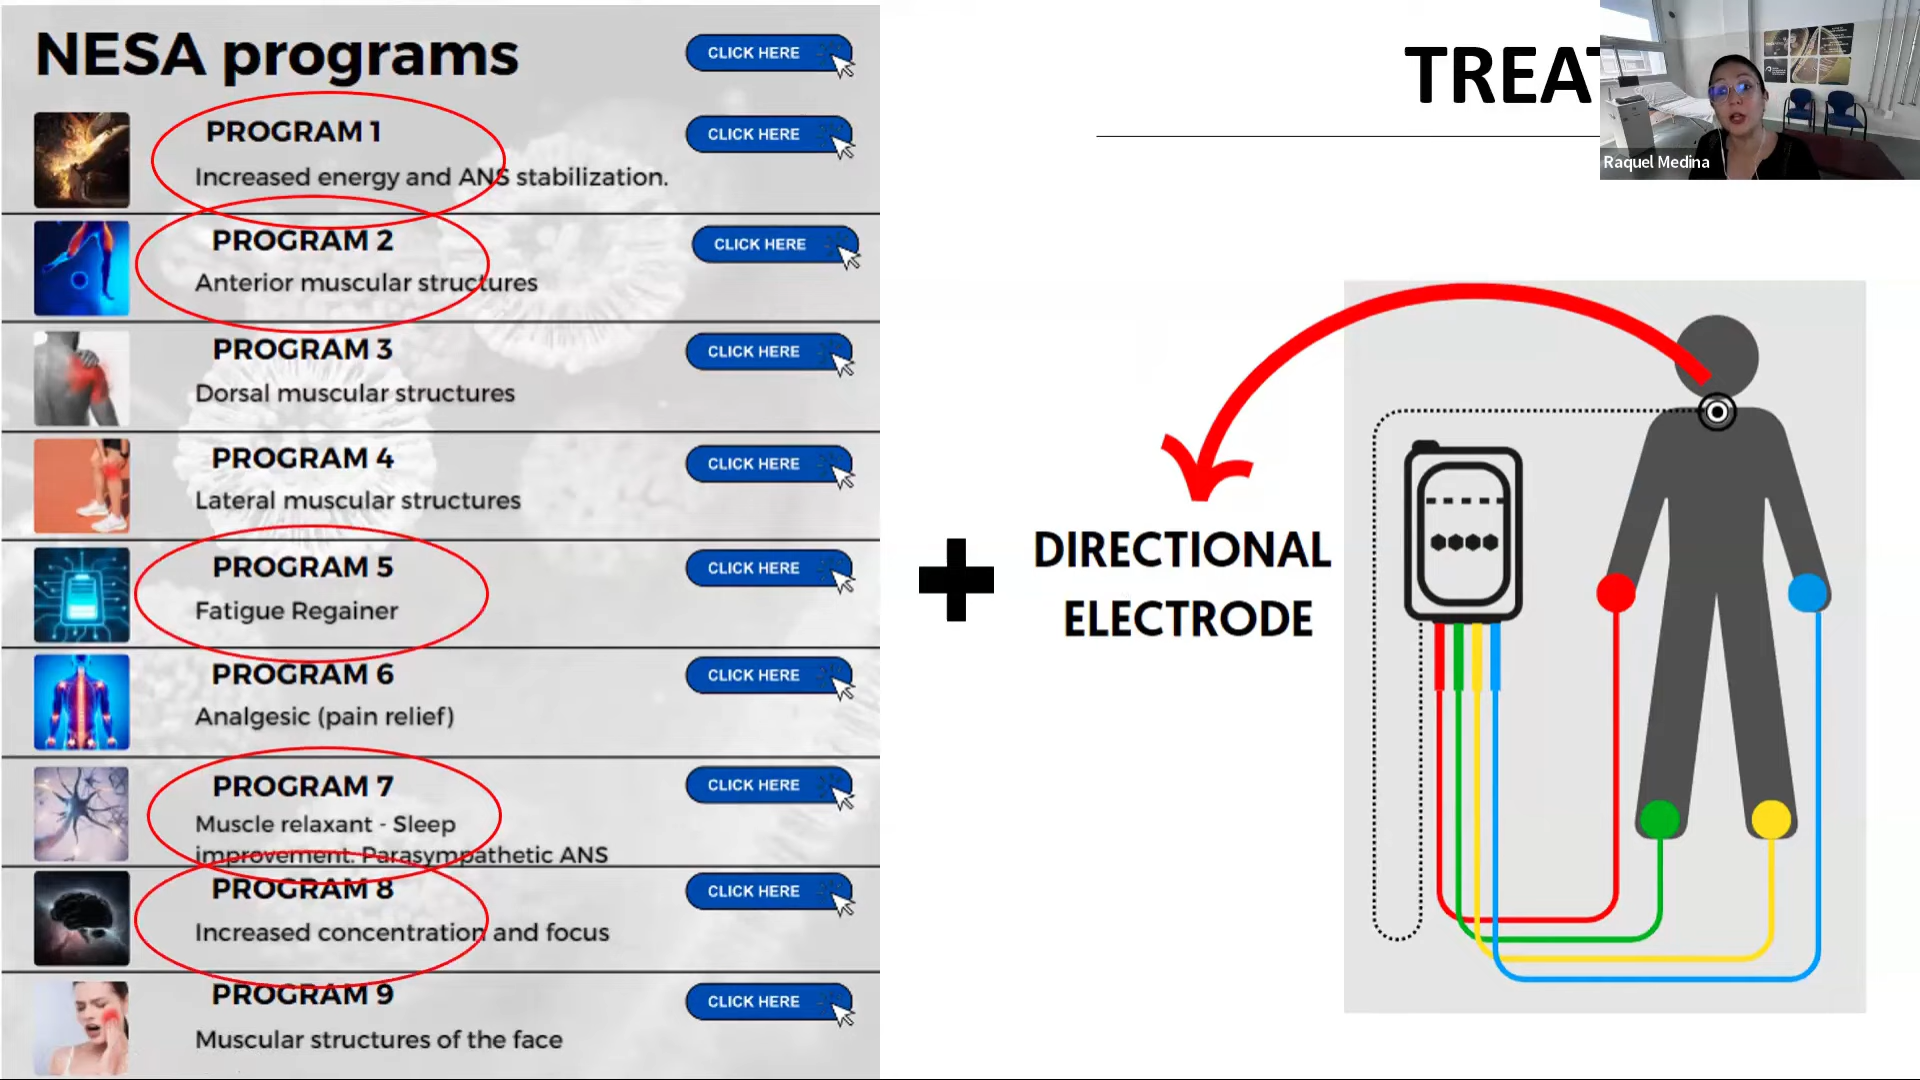 NESA programs
CLICK HERE
PROGRAM 1
Increased energy and ANS stabilization.
CLICK HERE
PROGRAM 2
Anterior muscular structures
CLICK HERE
PROGRAM 3
Dorsal muscular structures
CLICK HERE
PROGRAM 4
Lateral muscular structures
CLICK HERE
PROGRAM 5
Fatigue Regainer
CLICK HERE
PROGRAM 6
Analgesic (pain relief)
CLICK HERE
PROGRAM 7
Muscle relaxant - Sleep
improvement. Parasympathetic ANS
CLICK HERE
PROGRAM 8
Increased concentration and focus
CLICK HERE
PROGRAM 9
Muscular structures of the face
CLICK HERE
TREAT
Raquel Medina
DIRECTIONAL
ELECTRODE